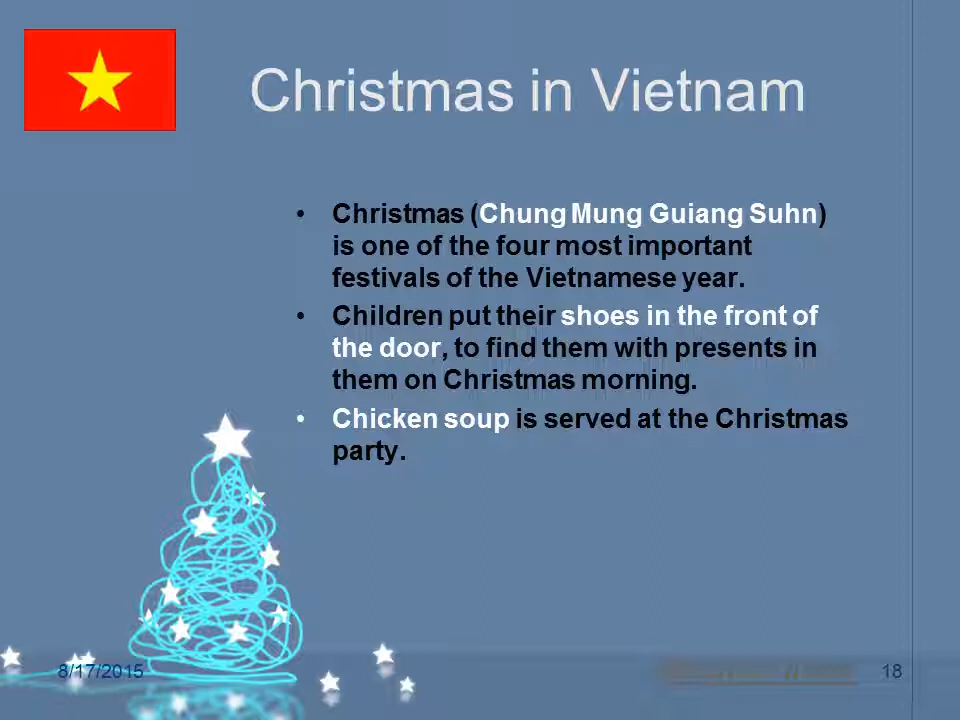 Christmas in Vietnam
• Christmas (Chung Mung Guiang Suhn)
is one of the four most important
festivals of the Vietnamese year.
• Children put their shoes in the front of
the door, to find them with presents in
them on Christmas morning.
• Chicken soup is served at the Christmas
party.
8/17/2015
18